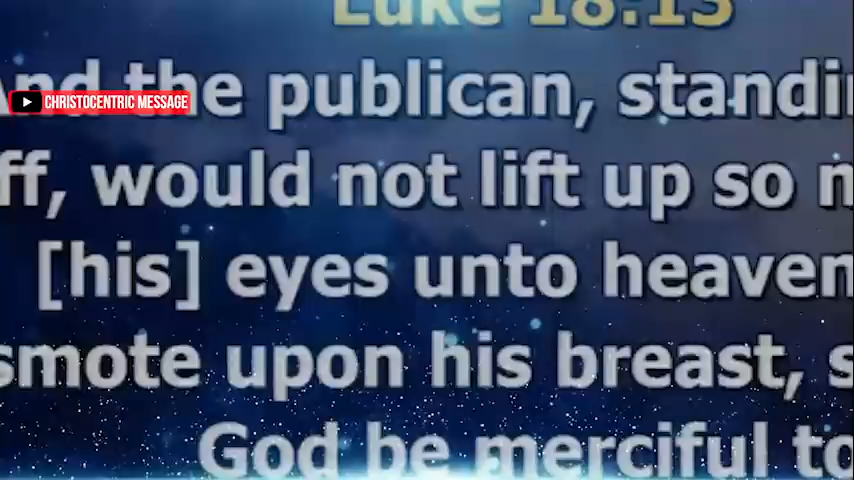 Luke 18:13
And the publican, standi
CHRISTOCENTRIC MESSAGE
ff, would not lift up so
[his] eyes unto heaven
smote upon his breast, s
God be merciful to